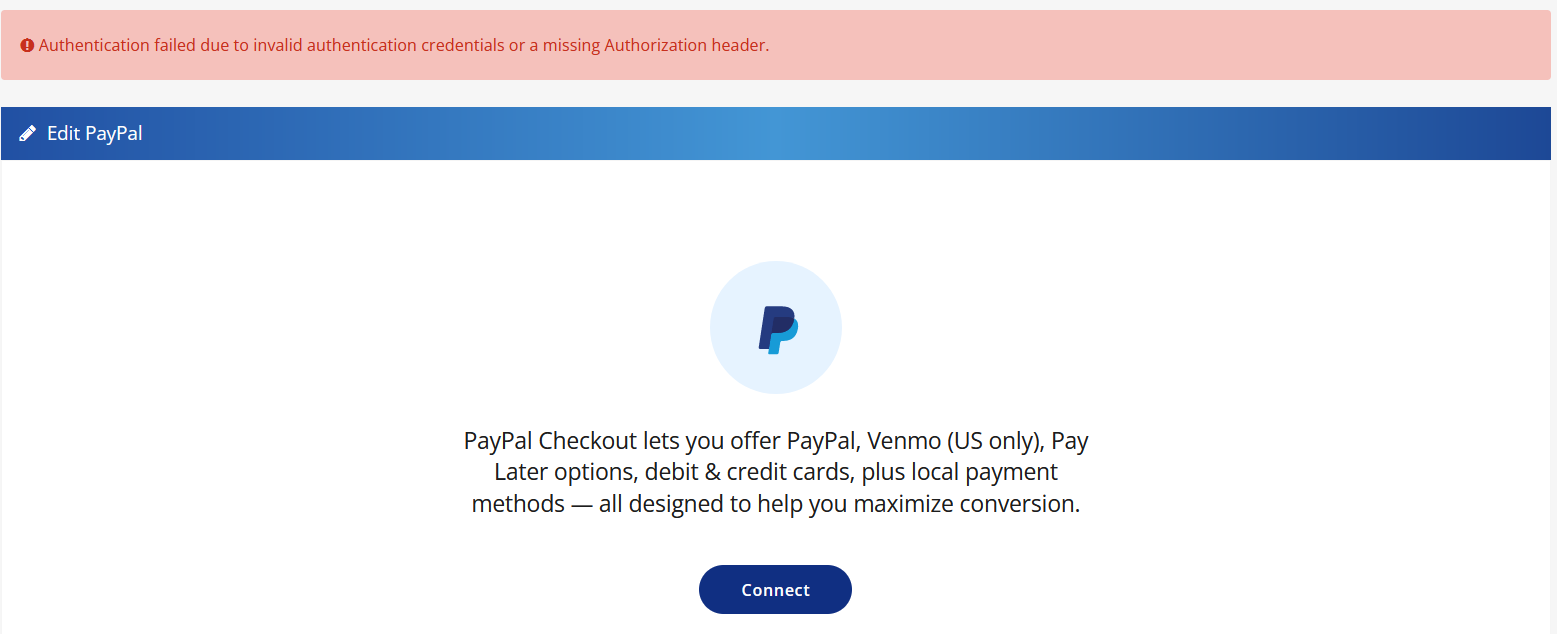 Authentication failed due to invalid authentication credentials or a missing Authorization header.
Edit PayPal
PayPal Checkout lets you offer PayPal, Venmo (US only), Pay
Later options, debit & credit cards, plus local payment
methods — all designed to help you maximize conversion.
Connect